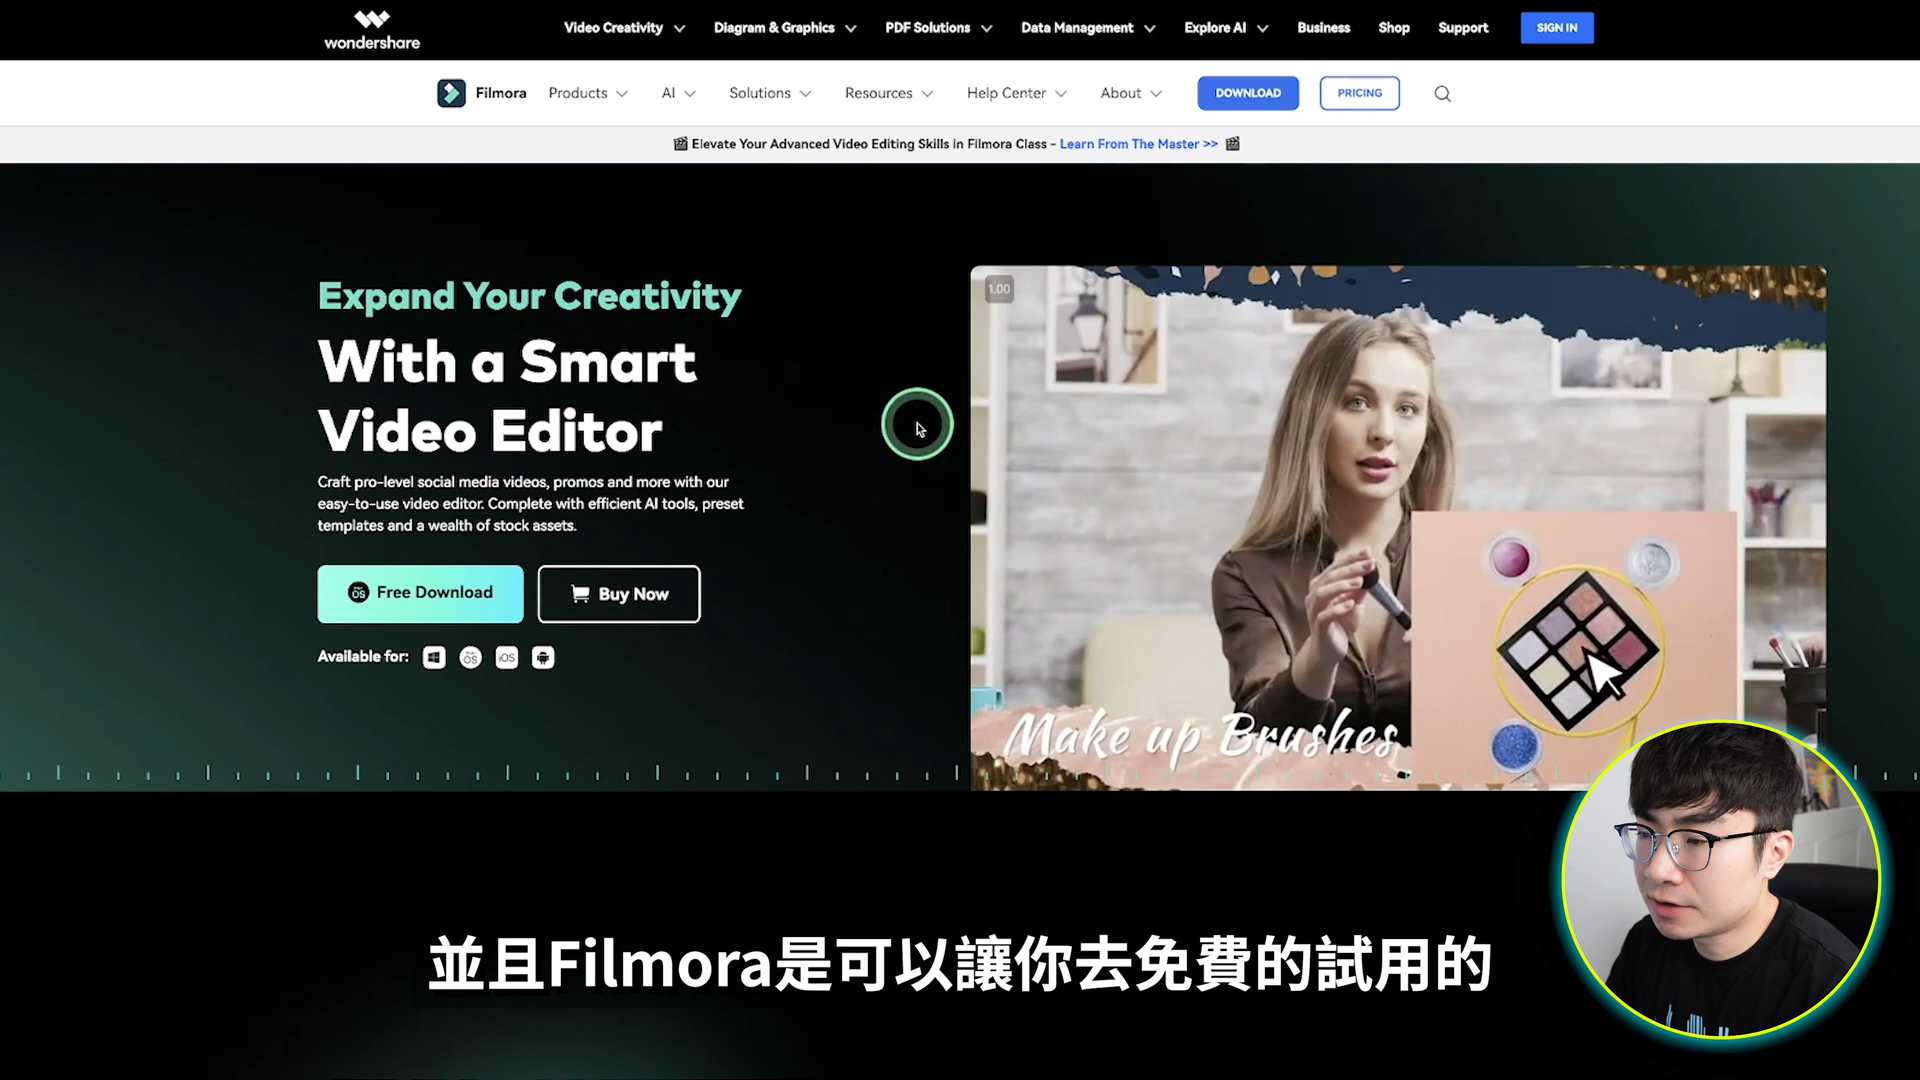 wondershare
Video Creativity
Diagram & Graphics
PDF Solutions
Data Management
Explore AI
Business
Shop
Support
SIGN IN
Filmora
Products
AI
Solutions
Resources
Help Center
About
DOWNLOAD
PRICING
Elevate Your Advanced Video Editing Skills in Filmora Class - Learn From The Master >>
Expand Your Creativity
With a Smart
Video Editor
Craft pro-level social media videos, promos and more with our
easy-to-use video editor. Complete with efficient AI tools, preset
templates and a wealth of stock assets.
Free Download
Buy Now
Available for:
iOS
1.00
Make up Brushes
並且Filmora是可以讓你去免費的試用的